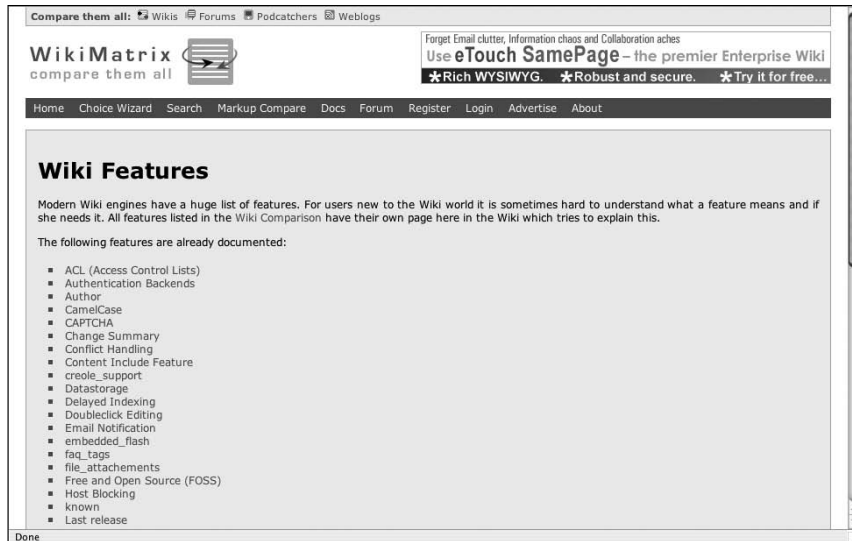 Compare them all: Wikis Forums Podcatchers Weblogs
WikiMatrix
compare them all
Forget Email clutter, Information chaos and Collaboration aches
Use eTouch SamePage – the premier Enterprise Wiki
*Rich WYSIWYG. *Robust and secure. *Try it for free...
Home Choice Wizard Search Markup Compare Docs Forum Register Login Advertise About
Wiki Features
Modern Wiki engines have a huge list of features. For users new to the Wiki world it is sometimes hard to understand what a feature means and if
she needs it. All features listed in the Wiki Comparison have their own page here in the Wiki which tries to explain this.
The following features are already documented:
ACL (Access Control Lists)
Authentication Backends
Author
CamelCase
CAPTCHA
Change Summary
Conflict Handling
Content Include Feature
creole_support
Datastorage
Delayed Indexing
Doubleclick Editing
Email Notification
embedded_flash
faq_tags
file_attachements
Free and Open Source (FOSS)
Host Blocking
known
Last release
Done